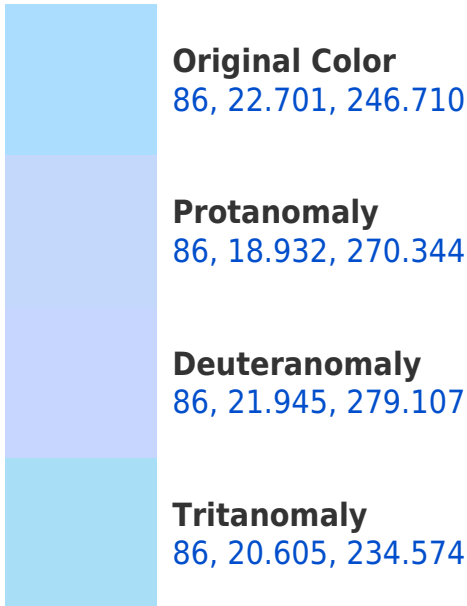 Original Color
86, 22.701, 246.710
Protanomaly
86, 18.932, 270.344
Deuteranomaly
86, 21.945, 279.107
Tritanomaly
86, 20.605, 234.574